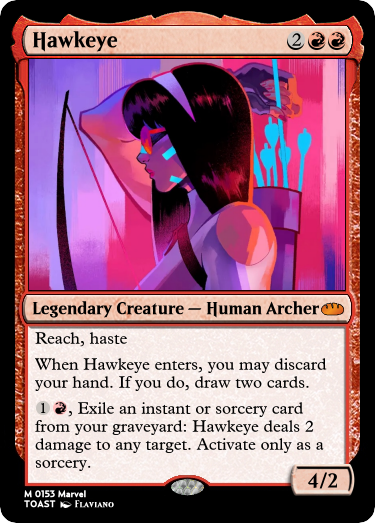 Hawkeye 2
Legendary Creature — Human Archer
Reach, haste
When Hawkeye enters, you may discard
your hand. If you do, draw two cards.
1 , Exile an instant or sorcery card
from your graveyard: Hawkeye deals 2
damage to any target. Activate only as a
sorcery.
4/2
M 0153 Marvel
TOAST Flaviano